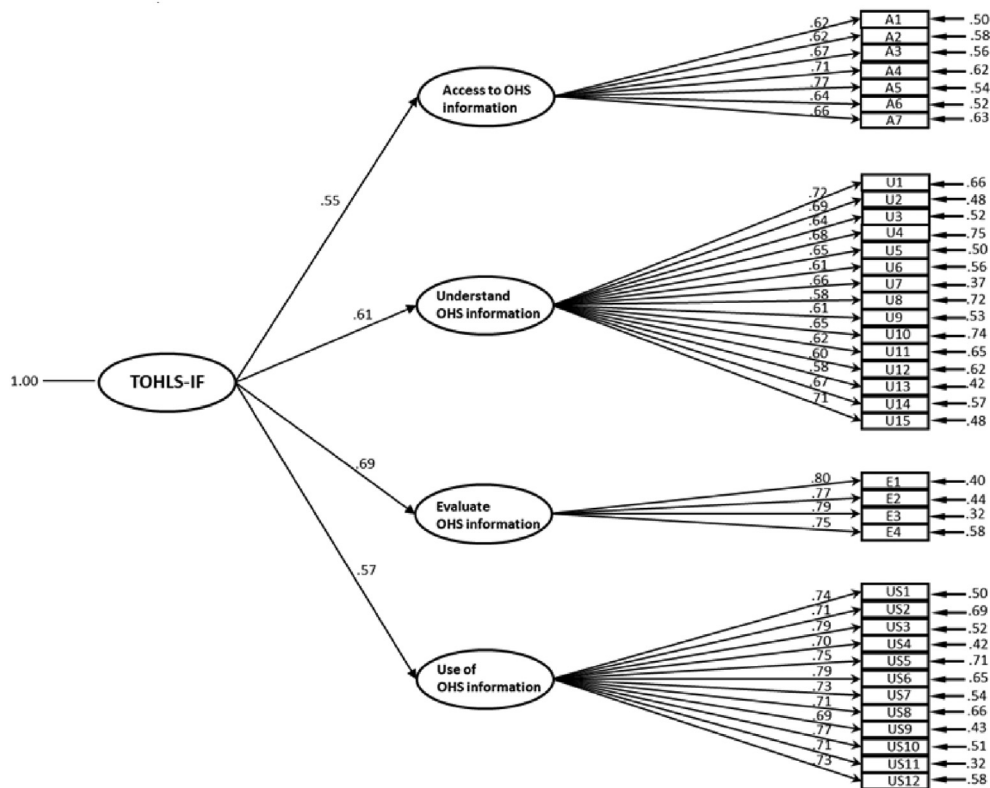 .62 A1 .50
.62 A2 .58
.67 A3 .56
.71 A4 .62
.77 A5 .54
.64 A6 .52
.66 A7 .63
Access to OHS
information
.55
.72 U1 .66
.69 U2 .48
.64 U3 .52
.68 U4 .75
.65 U5 .50
.61 U6 .56
.66 U7 .37
.58 U8 .72
.61 U9 .53
.65 U10 .74
.62 U11 .65
.60 U12 .62
.58 U13 .42
.67 U14 .57
.71 U15 .48
Understand
OHS information
.61
1.00 TOHLS-IF
.69
.80 E1 .40
.77 E2 .44
.79 E3 .32
.75 E4 .58
Evaluate
OHS information
.57
.74 US1 .50
.71 US2 .69
.79 US3 .52
.70 US4 .42
.75 US5 .71
.79 US6 .65
.73 US7 .54
.71 US8 .66
.69 US9 .43
.77 US10 .51
.71 US11 .32
.73 US12 .58
Use of
OHS information